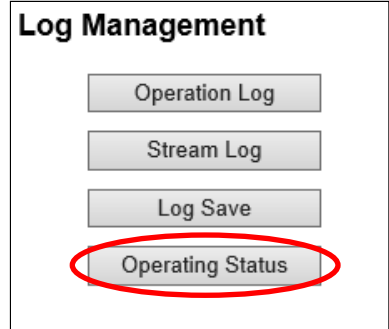 Log Management
Operation Log
Stream Log
Log Save
Operating Status